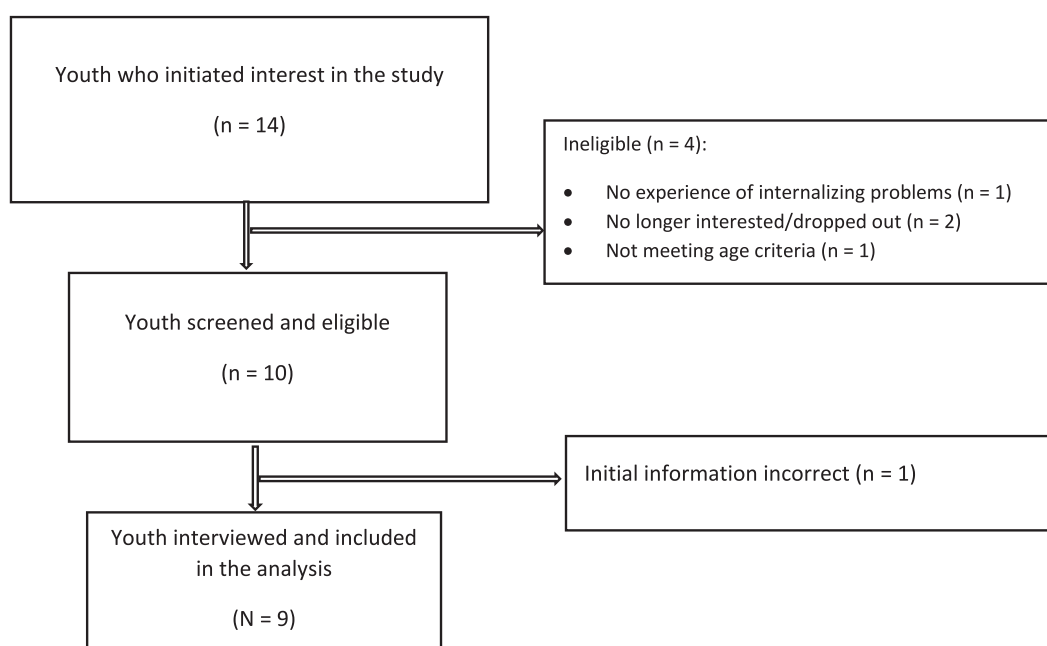 Youth who initiated interest in the study
(n = 14)
Ineligible (n = 4):
• No experience of internalizing problems (n = 1)
• No longer interested/dropped out (n = 2)
• Not meeting age criteria (n = 1)
Youth screened and eligible
(n = 10)
Initial information incorrect (n = 1)
Youth interviewed and included
in the analysis
(N = 9)